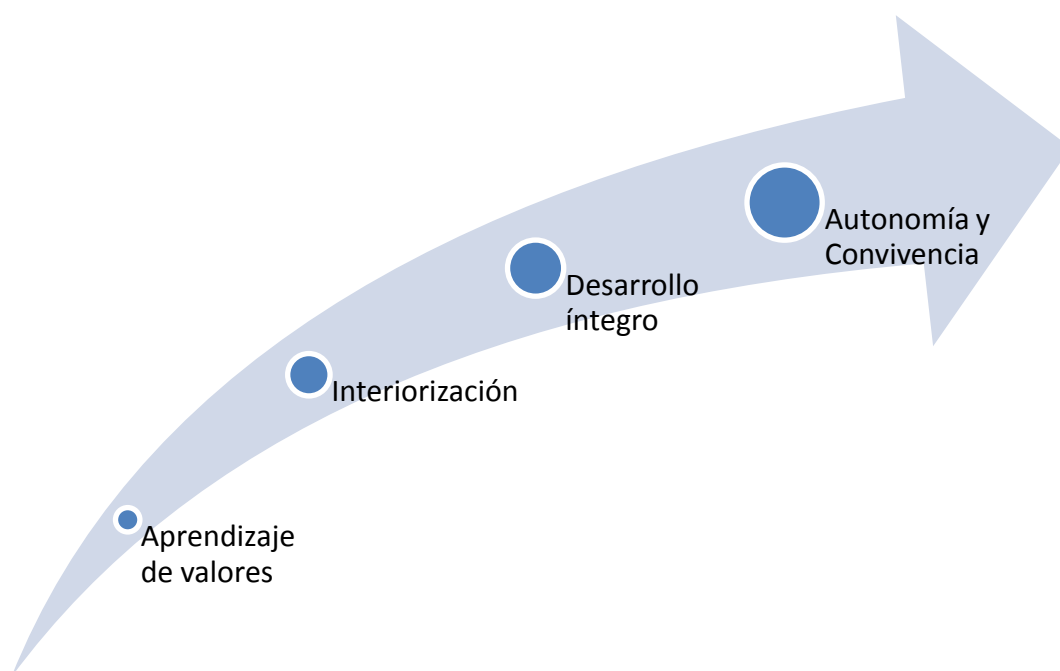 Autonomía y
Convivencia
Desarrollo
íntegro
Interiorización
Aprendizaje
de valores